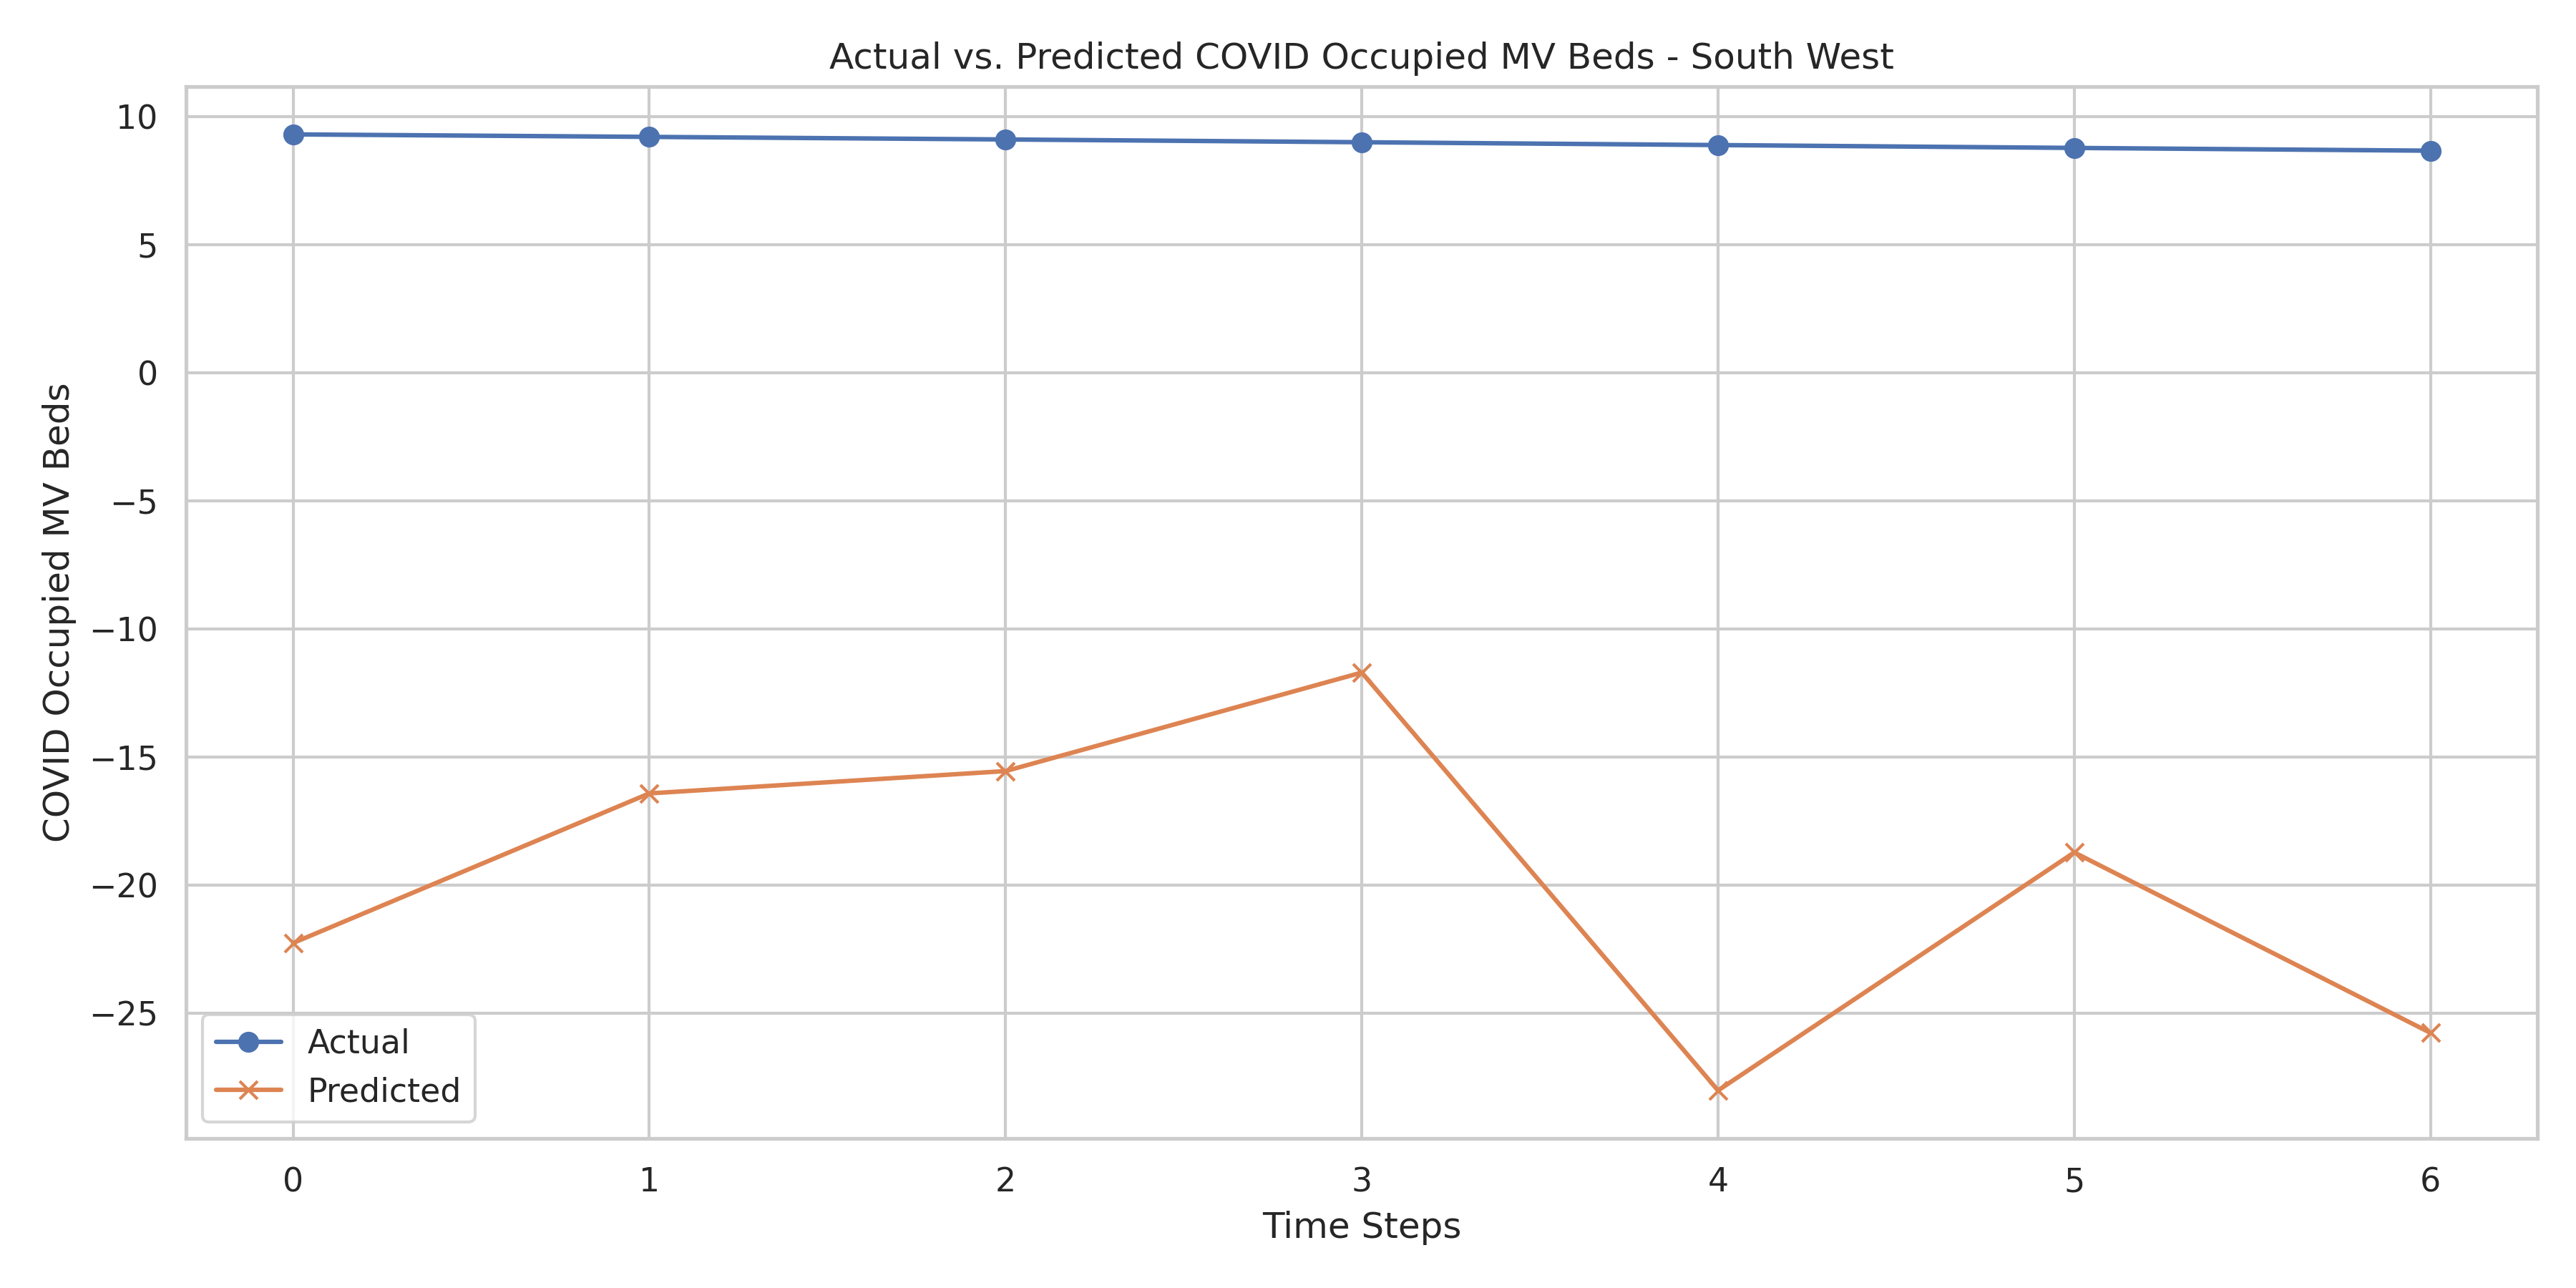 Actual vs. Predicted COVID Occupied MV Beds - South West
COVID Occupied MV Beds
10
5
0
−5
−10
−15
−20
−25
Actual
Predicted
0 1 2 3 4 5 6
Time Steps